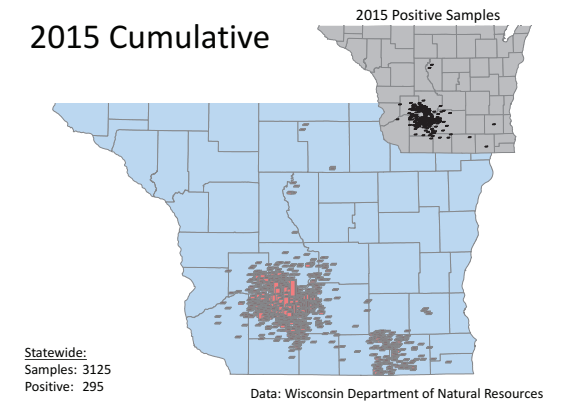 2015 Positive Samples
2015 Cumulative
Statewide:
Samples: 3125
Positive: 295
Data: Wisconsin Department of Natural Resources